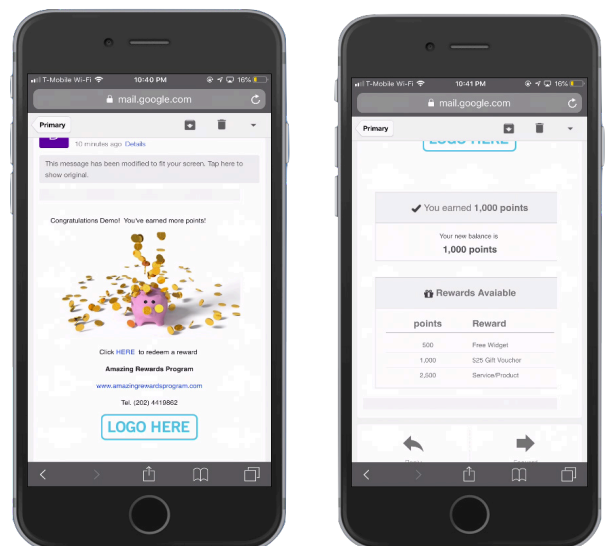 T-Mobile Wi-Fi 10:40 PM 16%
mail.google.com
Primary
10 minutes ago Details
This message has been modified to fit your screen. Tap here to
show original.
Congratulations Demo! You've earned more points!
Click HERE to redeem a reward
Amazing Rewards Program
www.amazingrewardsprogram.com
Tel. (202) 4419862
LOGO HERE
T-Mobile Wi-Fi 10:41 PM 16%
mail.google.com
Primary
LOGO HERE
You earned 1,000 points
Your new balance is
1,000 points
Rewards Avaiable
points Reward
500 Free Widget
1,000 $25 Gift Voucher
2,500 Service/Product